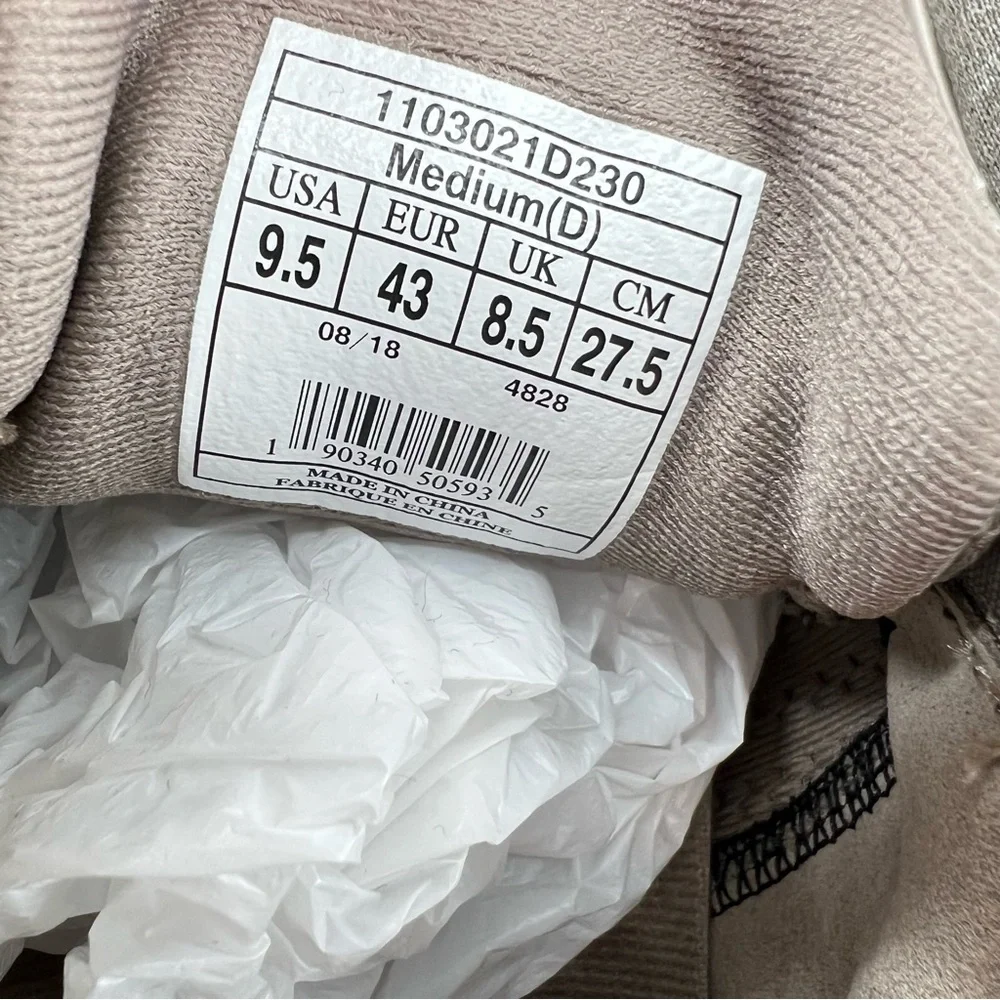 1103021D230
Medium(D)
USA EUR UK CM
9.5 43 8.5 27.5
08/18 4828
1 90340 50593 5
MADE IN CHINA
FABRIQUE EN CHINE